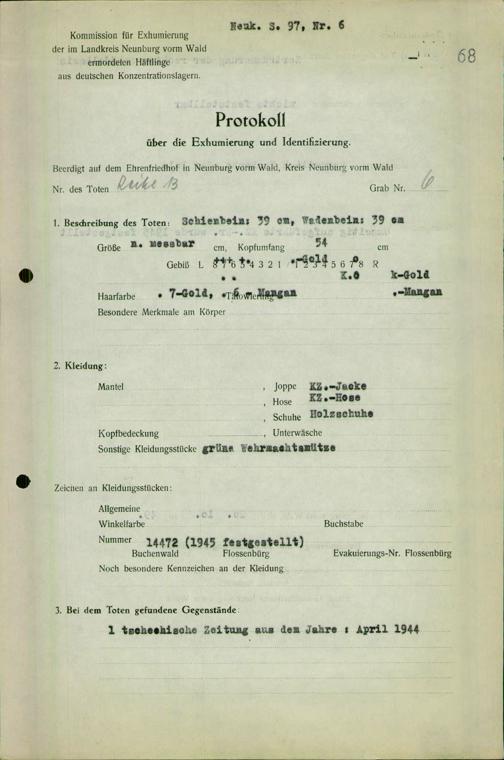 Neuk. S. 97, Nr. 6
68
Kommission für Exhumierung
der im Landkreis Neunburg vorm Wald
ermordeten Häftlinge
aus deutschen Konzentrationslagern.
Protokoll
über die Exhumierung und Identifizierung.
Beerdigt auf dem Ehrenfriedhof in Neunburg vorm Wald, Kreis Neunburg vorm Wald
Nr. des Toten Reihe B Grab Nr. 6
1. Beschreibung des Toten: Schienbein: 39 cm, Wadenbein: 39 cm
Größe n. messbar cm, Kopfumfang 54 cm
Gebiß L 8 7 6 5 4 3 2 1 1 2 3 4 5 6 7 8 R
.-Gold
K.O k-Gold
Haarfarbe . 7-Gold, . 6 - Mangan .-Mangan
Tätowierung
Besondere Merkmale am Körper
2. Kleidung:
Mantel , Joppe KZ.-Jacke
, Hose KZ.-Hose
, Schuhe Holzschuhe
Kopfbedeckung , Unterwäsche
Sonstige Kleidungsstücke grüne Wehrmachtsmütze
Zeichen an Kleidungsstücken:
Allgemeine
Winkelfarbe Buchstabe
Nummer 14472 (1945 festgestellt)
Buchenwald Flossenbürg Evakuierungs-Nr. Flossenbürg
Noch besondere Kennzeichen an der Kleidung
3. Bei dem Toten gefundene Gegenstände
1 tschechische Zeitung aus dem Jahre : April 1944